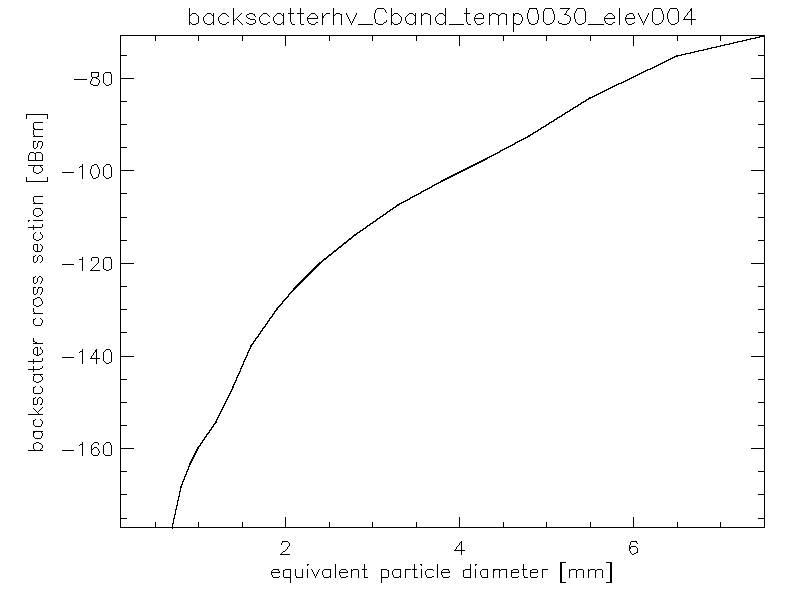 backscatterhv_Cband_temp0030_elev004
backscatter cross section [dBsm]
−80
−100
−120
−140
−160
2 4 6
equivalent particle diameter [mm]